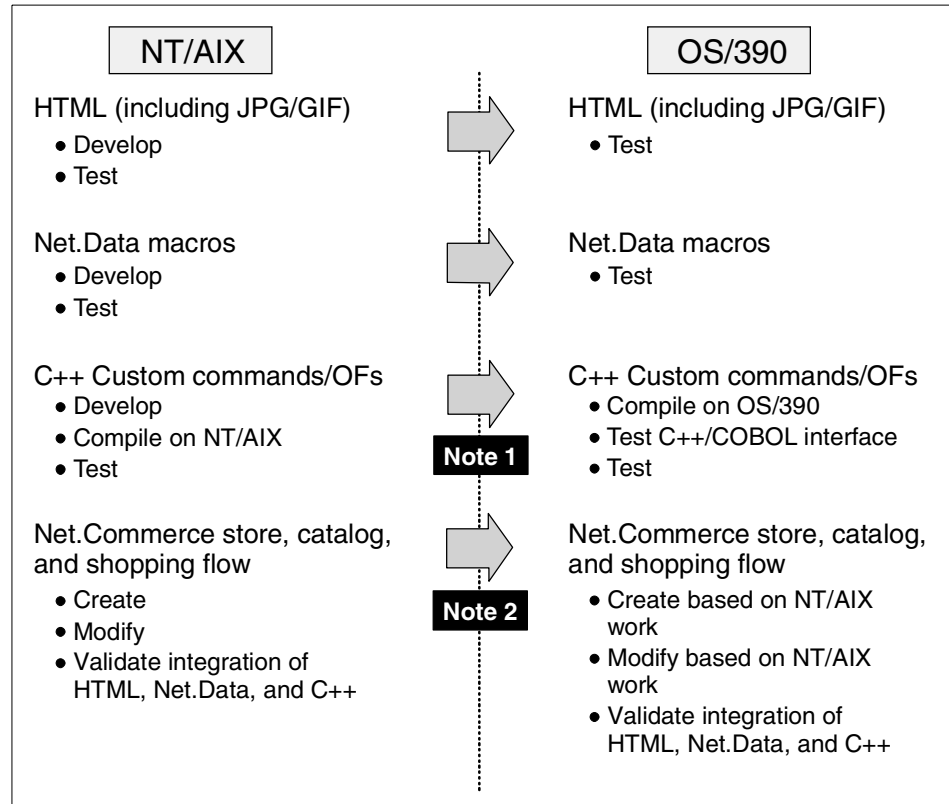 NT/AIX
OS/390
HTML (including JPG/GIF)
• Develop
• Test
HTML (including JPG/GIF)
• Test
Net.Data macros
• Develop
• Test
Net.Data macros
• Test
C++ Custom commands/OFs
• Develop
• Compile on NT/AIX
• Test
Note 1
C++ Custom commands/OFs
• Compile on OS/390
• Test C++/COBOL interface
• Test
Net.Commerce store, catalog,
and shopping flow
• Create
• Modify
• Validate integration of
HTML, Net.Data, and C++
Note 2
Net.Commerce store, catalog,
and shopping flow
• Create based on NT/AIX
work
• Modify based on NT/AIX
work
• Validate integration of
HTML, Net.Data, and C++